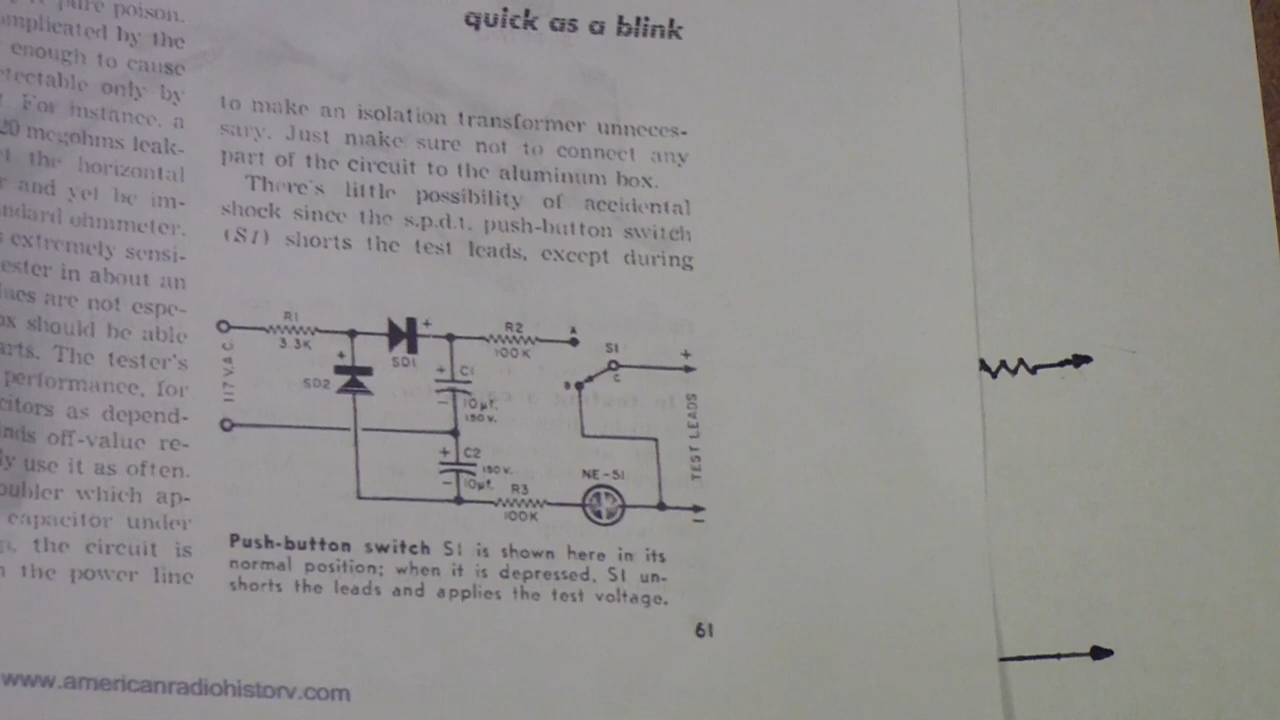 pure poison.
omplicated by the
enough to cause
etectable only by
For instance, a
20 megohms leak-
the horizontal
r and yet be im-
ndard ohmmeter.
s extremely sensi-
ester in about an
lues are not espe-
ox should be able
arts. The tester's
performance, for
citors as depend-
nds off-value re-
ly use it as often.
oubler which ap-
capacitor under
the circuit is
n the power line
quick as a blink
to make an isolation transformer unneces-
sary. Just make sure not to connect any
part of the circuit to the aluminum box.
There's little possibility of accidental
shock since the s.p.d.t. push-button switch
(S1) shorts the test leads, except during
R1
3.3K
117 V.A.C.
SD1
SD2
+
+
R2
100K
A
B
C
S1
+
C1
10µf.
150 V.
+
-
C2
150 V.
10µf.
+
-
R3
100K
NE-51
TEST LEADS
-
Push-button switch S1 is shown here in its
normal position; when it is depressed, S1 un-
shorts the leads and applies the test voltage.
61
www.americanradiohistory.com